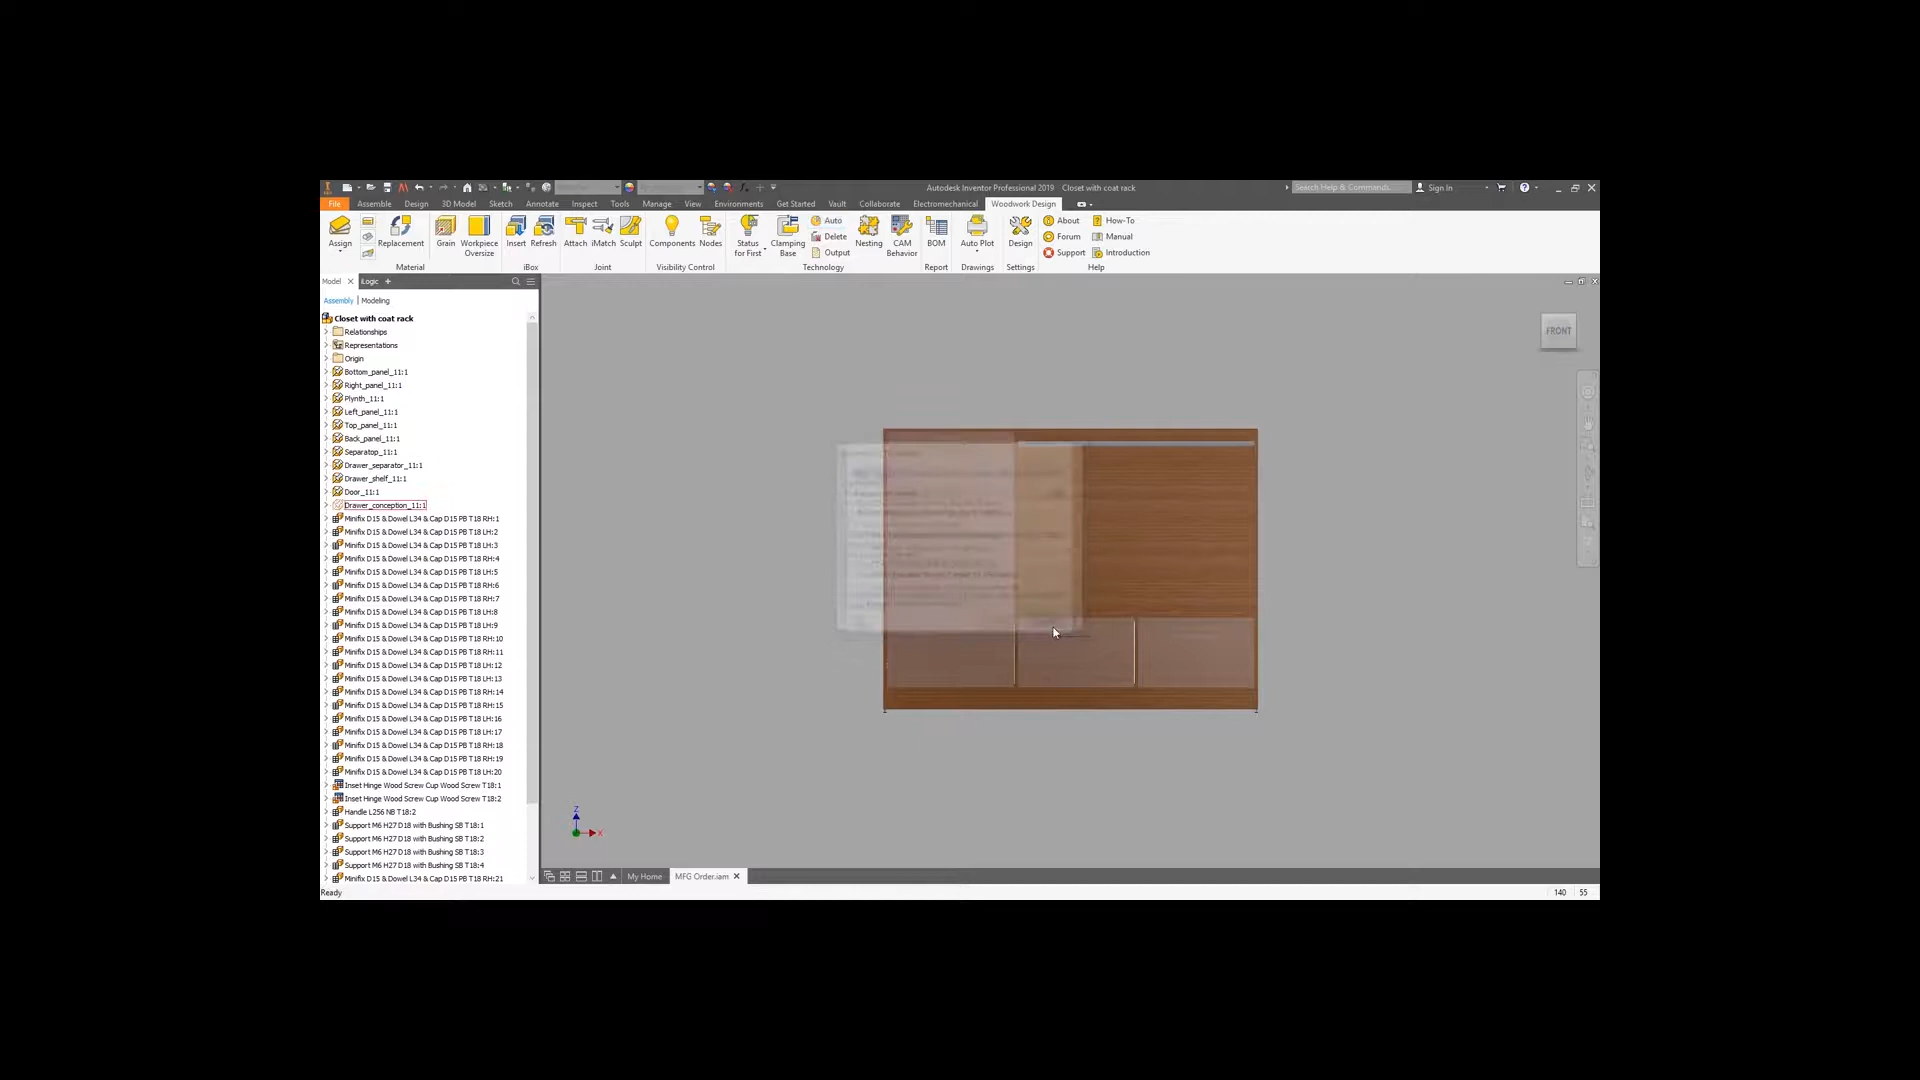 Autodesk Inventor Professional 2019 Closet with coat rack
Search Help & Commands...
Sign In
File Assemble Design 3D Model Sketch Annotate Inspect Tools Manage View Environments Get Started Vault Collaborate Electromechanical Woodwork Design
Assign Replacement Grain Workpiece Oversize Insert Refresh Attach iMatch Sculpt Components Nodes Status for First Clamping Base Auto Delete Output Nesting CAM Behavior BOM Auto Plot Design About Forum Support How-To Manual Introduction
Material iBox Joint Visibility Control Technology Report Drawings Settings Help
Model iLogic
Assembly Modeling
Closet with coat rack
Relationships
Representations
Origin
Bottom_panel_11:1
Right_panel_11:1
Plynth_11:1
Left_panel_11:1
Top_panel_11:1
Back_panel_11:1
Separatop_11:1
Drawer_separator_11:1
Drawer_shelf_11:1
Door_11:1
Drawer_conception_11:1
Minifix D15 & Dowel L34 & Cap D15 PB T18 RH:1
Minifix D15 & Dowel L34 & Cap D15 PB T18 LH:2
Minifix D15 & Dowel L34 & Cap D15 PB T18 LH:3
Minifix D15 & Dowel L34 & Cap D15 PB T18 RH:4
Minifix D15 & Dowel L34 & Cap D15 PB T18 LH:5
Minifix D15 & Dowel L34 & Cap D15 PB T18 RH:6
Minifix D15 & Dowel L34 & Cap D15 PB T18 RH:7
Minifix D15 & Dowel L34 & Cap D15 PB T18 LH:8
Minifix D15 & Dowel L34 & Cap D15 PB T18 LH:9
Minifix D15 & Dowel L34 & Cap D15 PB T18 RH:10
Minifix D15 & Dowel L34 & Cap D15 PB T18 RH:11
Minifix D15 & Dowel L34 & Cap D15 PB T18 LH:12
Minifix D15 & Dowel L34 & Cap D15 PB T18 LH:13
Minifix D15 & Dowel L34 & Cap D15 PB T18 RH:14
Minifix D15 & Dowel L34 & Cap D15 PB T18 RH:15
Minifix D15 & Dowel L34 & Cap D15 PB T18 LH:16
Minifix D15 & Dowel L34 & Cap D15 PB T18 LH:17
Minifix D15 & Dowel L34 & Cap D15 PB T18 RH:18
Minifix D15 & Dowel L34 & Cap D15 PB T18 RH:19
Minifix D15 & Dowel L34 & Cap D15 PB T18 LH:20
Inset Hinge Wood Screw Cup Wood Screw T18:1
Inset Hinge Wood Screw Cup Wood Screw T18:2
Handle L256 NB T18:2
Support M6 H27 D18 with Bushing SB T18:1
Support M6 H27 D18 with Bushing SB T18:2
Support M6 H27 D18 with Bushing SB T18:3
Support M6 H27 D18 with Bushing SB T18:4
Minifix D15 & Dowel L34 & Cap D15 PB T18 RH:21
FRONT
Z
X
My Home MFG Order.iam
Ready
140 55